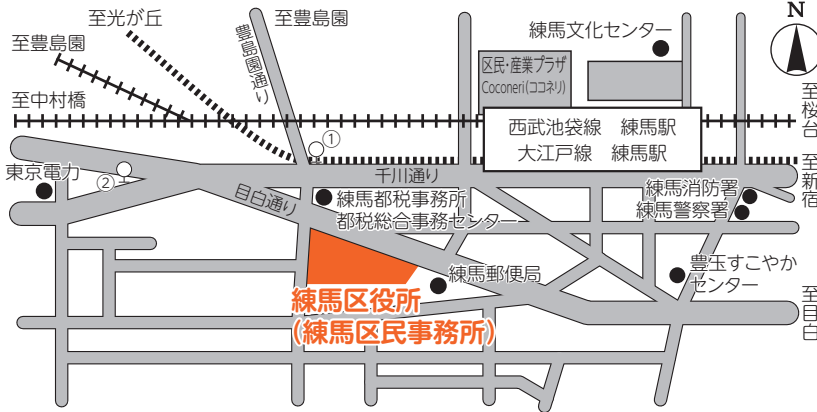 至光が丘
至豊島園
N
至豊島園
豊島園通り
練馬文化センター
区民・産業プラザ
Coconeri(ココネリ)
至中村橋
至桜台
①
西武池袋線 練馬駅
大江戸線 練馬駅
至新宿
東京電力
②
千川通り
目白通り
練馬都税事務所
都税総合事務センター
練馬消防署
練馬警察署
練馬郵便局
豊玉すこやか
センター
練馬区役所
(練馬区民事務所)
至目白